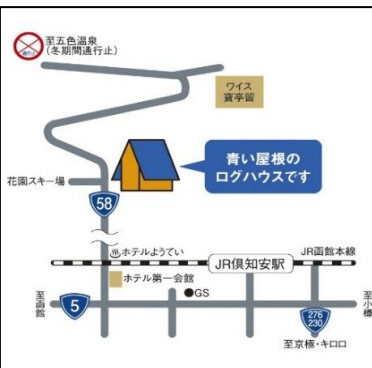 至五色温泉
(冬期間通行止)
通行止
ワイス
寶亭留
青い屋根の
ログハウスです
花園スキー場
58
ホテルようてい
JR函館本線
JR倶知安駅
ホテル第一会館
GS
至函館
5
276
230
至小樽
至京極・キロロ